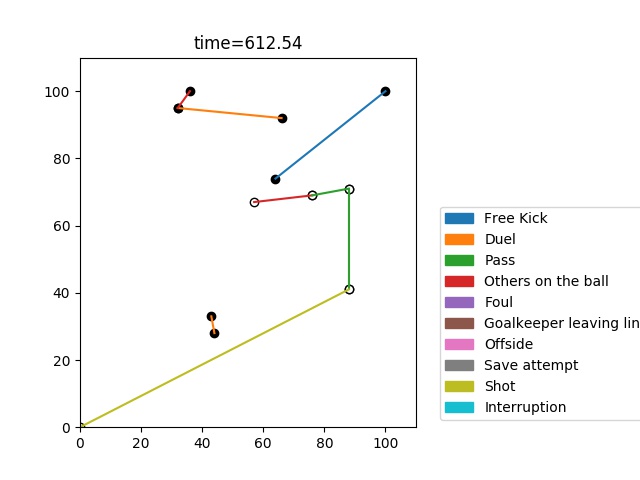 time=612.54
100
80
60
40
20
0
0 20 40 60 80 100
Free Kick
Duel
Pass
Others on the ball
Foul
Goalkeeper leaving lin
Offside
Save attempt
Shot
Interruption